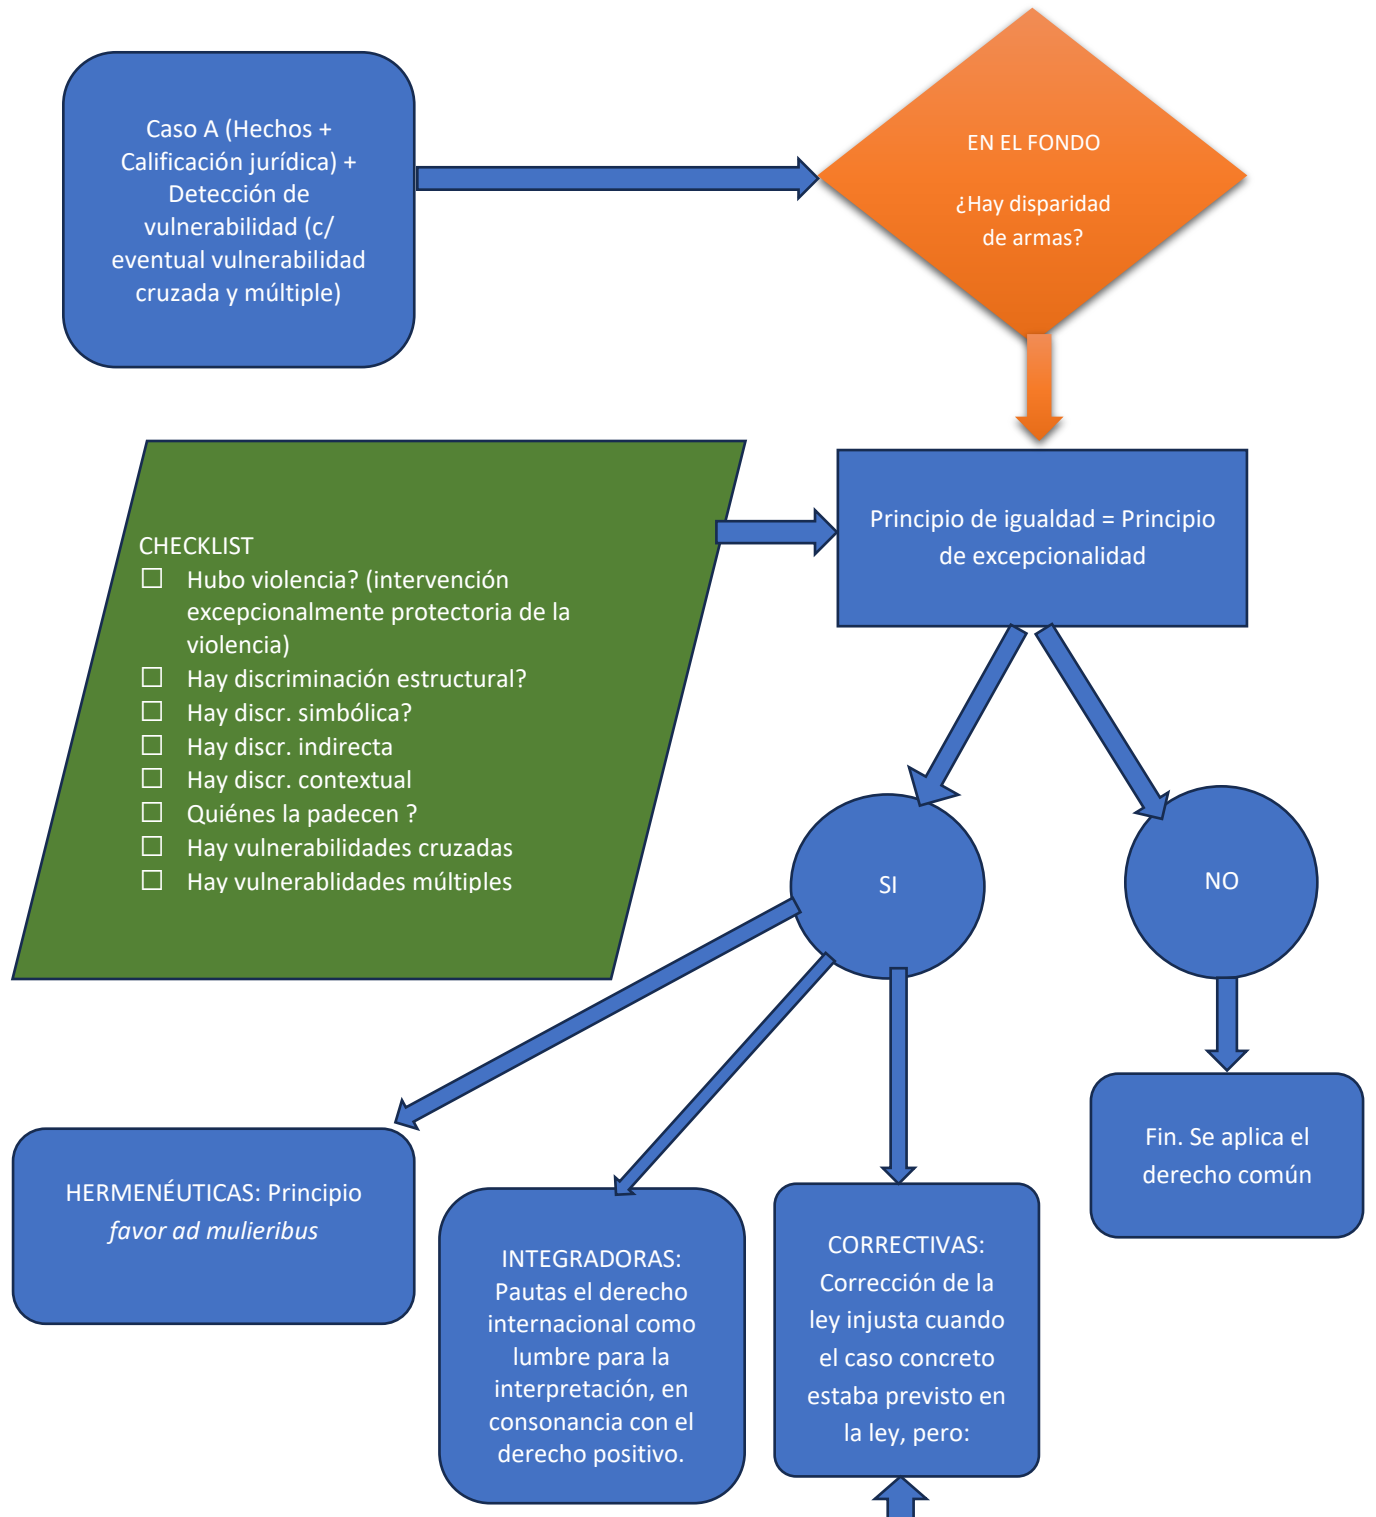 Caso A (Hechos +
Calificación jurídica) +
Detección de
vulnerabilidad (c/
eventual vulnerabilidad
cruzada y múltiple)
EN EL FONDO
¿Hay disparidad
de armas?
Principio de igualdad = Principio
de excepcionalidad
CHECKLIST
☐ Hubo violencia? (intervención
excepcionalmente protectoria de la
violencia)
☐ Hay discriminación estructural?
☐ Hay discr. simbólica?
☐ Hay discr. indirecta
☐ Hay discr. contextual
☐ Quiénes la padecen ?
☐ Hay vulnerabilidades cruzadas
☐ Hay vulnerablidades múltiples
SI
NO
HERMENÉUTICAS: Principio
favor ad mulieribus
INTEGRADORAS:
Pautas el derecho
internacional como
lumbre para la
interpretación, en
consonancia con el
derecho positivo.
CORRECTIVAS:
Corrección de la
ley injusta cuando
el caso concreto
estaba previsto en
la ley, pero:
Fin. Se aplica el
derecho común